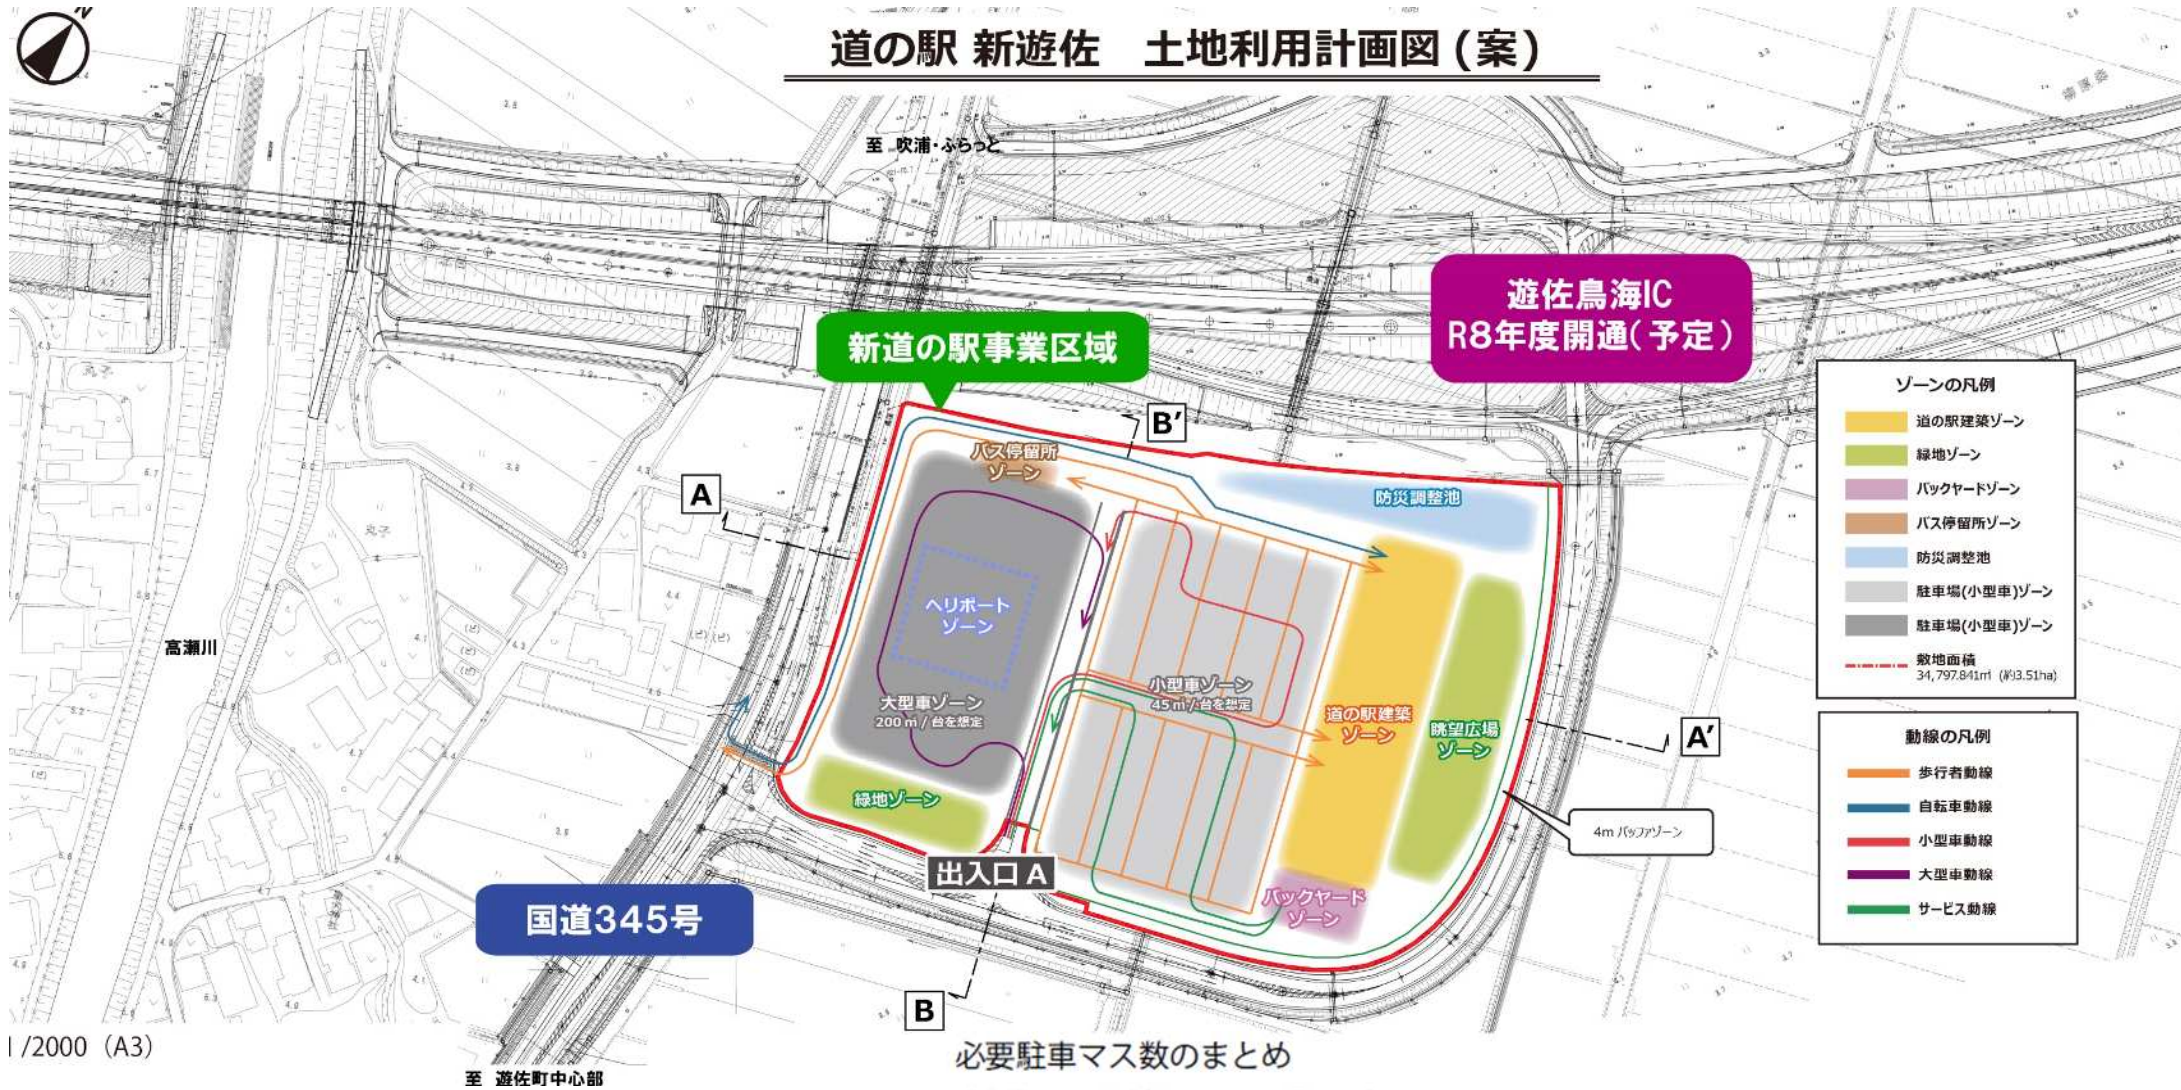 N
道の駅 新遊佐　土地利用計画図(案)
至 吹浦・ふらっと
遊佐鳥海IC
R8年度開通(予定)
新道の駅事業区域
ゾーンの凡例
道の駅建築ゾーン
緑地ゾーン
バックヤードゾーン
バス停留所ゾーン
防災調整池
駐車場(小型車)ゾーン
駐車場(小型車)ゾーン
敷地面積
34,797.841㎡ (約3.51ha)
動線の凡例
歩行者動線
自転車動線
小型車動線
大型車動線
サービス動線
B′
バス停留所
ゾーン
A
防災調整池
ヘリポート
ゾーン
高瀬川
大型車ゾーン
200㎡/台を想定
小型車ゾーン
45㎡/台を想定
道の駅建築
ゾーン
眺望広場
ゾーン
A′
緑地ゾーン
4m バッファゾーン
出入口 A
バックヤード
ゾーン
国道345号
B
/2000（A3）
必要駐車マス数のまとめ
至 遊佐町中心部